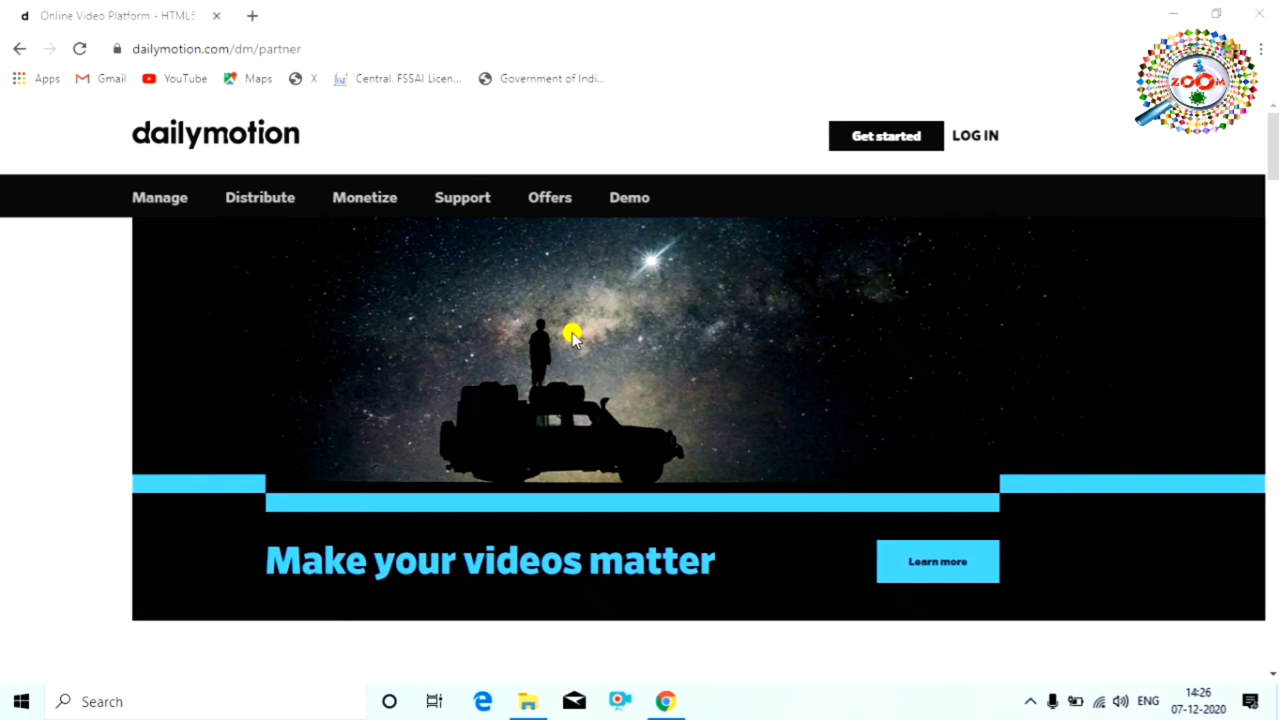 d Online Video Platform - HTML5
dailymotion.com/dm/partner
Apps Gmail YouTube Maps X Central. FSSAI Licen... Government of Indi...
ZOOM
dailymotion
Get started LOG IN
Manage Distribute Monetize Support Offers Demo
Make your videos matter
Learn more
Search
ENG
14:26
07-12-2020